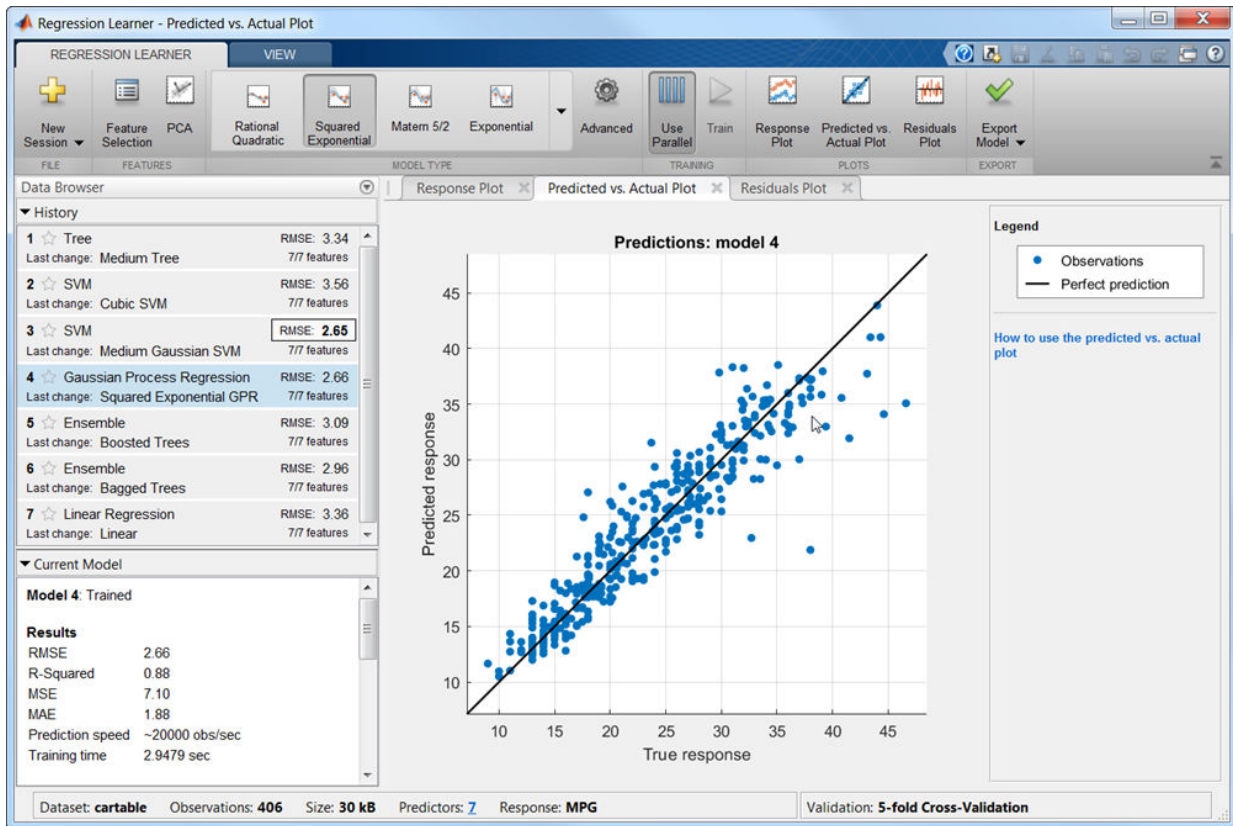 Regression Learner - Predicted vs. Actual Plot
REGRESSION LEARNER
VIEW
New Session
Feature Selection
PCA
Rational Quadratic
Squared Exponential
Matern 5/2
Exponential
Advanced
Use Parallel
Train
Response Plot
Predicted vs. Actual Plot
Residuals Plot
Export Model
FILE
FEATURES
MODEL TYPE
TRAINING
PLOTS
EXPORT
Data Browser
History
1 Tree RMSE: 3.34
Last change: Medium Tree 7/7 features
2 SVM RMSE: 3.56
Last change: Cubic SVM 7/7 features
3 SVM RMSE: 2.65
Last change: Medium Gaussian SVM 7/7 features
4 Gaussian Process Regression RMSE: 2.66
Last change: Squared Exponential GPR 7/7 features
5 Ensemble RMSE: 3.09
Last change: Boosted Trees 7/7 features
6 Ensemble RMSE: 2.96
Last change: Bagged Trees 7/7 features
7 Linear Regression RMSE: 3.36
Last change: Linear 7/7 features
Current Model
Model 4: Trained
Results
RMSE 2.66
R-Squared 0.88
MSE 7.10
MAE 1.88
Prediction speed ~20000 obs/sec
Training time 2.9479 sec
Response Plot
Predicted vs. Actual Plot
Residuals Plot
Predictions: model 4
Predicted response
45
40
35
30
25
20
15
10
10 15 20 25 30 35 40 45
True response
Legend
Observations
Perfect prediction
How to use the predicted vs. actual
plot
Dataset: cartable Observations: 406 Size: 30 kB Predictors: 7 Response: MPG
Validation: 5-fold Cross-Validation